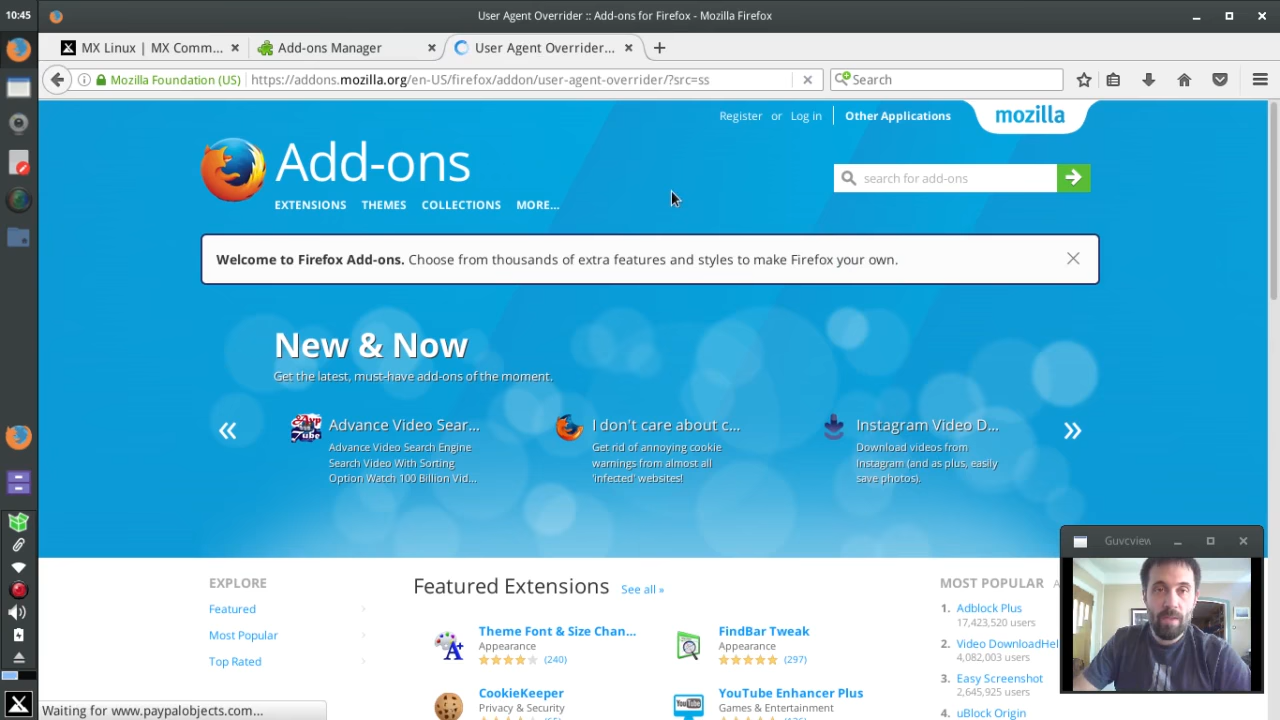 10:45
User Agent Overrider :: Add-ons for Firefox - Mozilla Firefox
MX Linux | MX Comm...
Add-ons Manager
User Agent Overrider...
Mozilla Foundation (US)
https://addons.mozilla.org/en-US/firefox/addon/user-agent-overrider/?src=ss
Search
Register or Log in
Other Applications
mozilla
Add-ons
search for add-ons
EXTENSIONS THEMES COLLECTIONS MORE...
Welcome to Firefox Add-ons. Choose from thousands of extra features and styles to make Firefox your own.
New & Now
Get the latest, must-have add-ons of the moment.
«
Advance Video Sear...
Advance Video Search Engine
Search Video With Sorting
Option Watch 100 Billion Vid...
I don't care about c...
Get rid of annoying cookie
warnings from almost all
'infected' websites!
Instagram Video D...
Download videos from
Instagram (and as plus, easily
save photos).
»
Guvcview
EXPLORE
Featured
Most Popular
Top Rated
Featured Extensions See all »
Theme Font & Size Chan...
Appearance
(240)
FindBar Tweak
Appearance
(297)
CookieKeeper
Privacy & Security
YouTube Enhancer Plus
Games & Entertainment
MOST POPULAR
1. Adblock Plus
17,423,520 users
2. Video DownloadHel
4,082,003 users
3. Easy Screenshot
2,645,925 users
4. uBlock Origin
Waiting for www.paypalobjects.com...